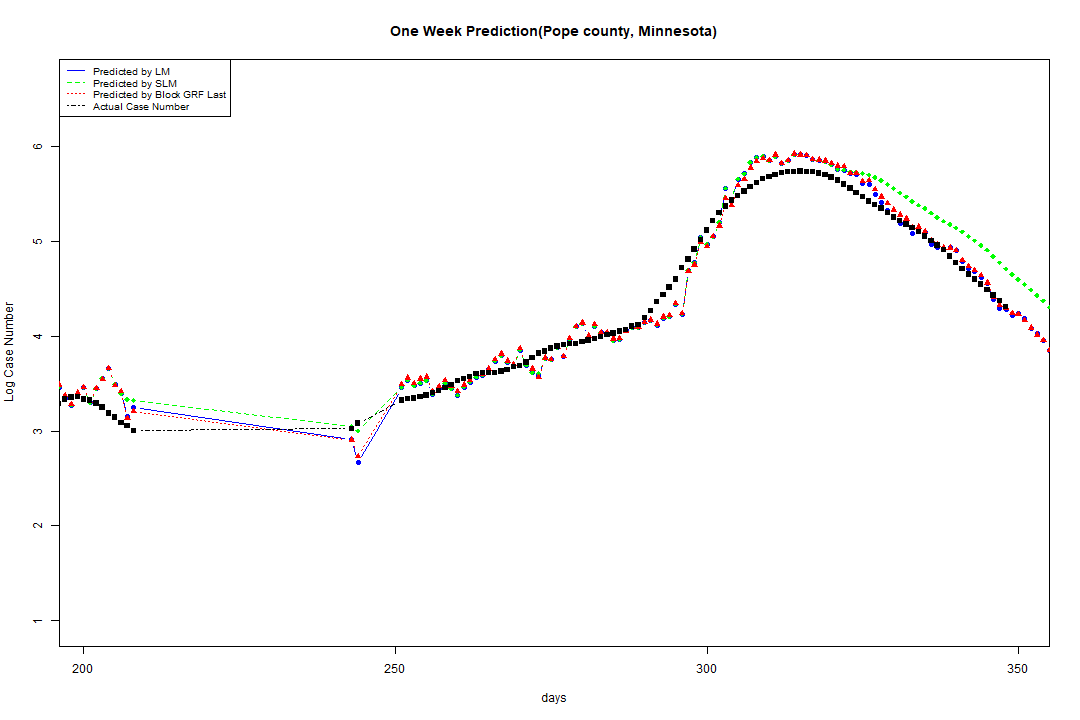 One Week Prediction(Pope county, Minnesota)
Predicted by LM
Predicted by SLM
Predicted by Block GRF Last
Actual Case Number
6
5
4
3
2
1
Log Case Number
200 250 300 350
days